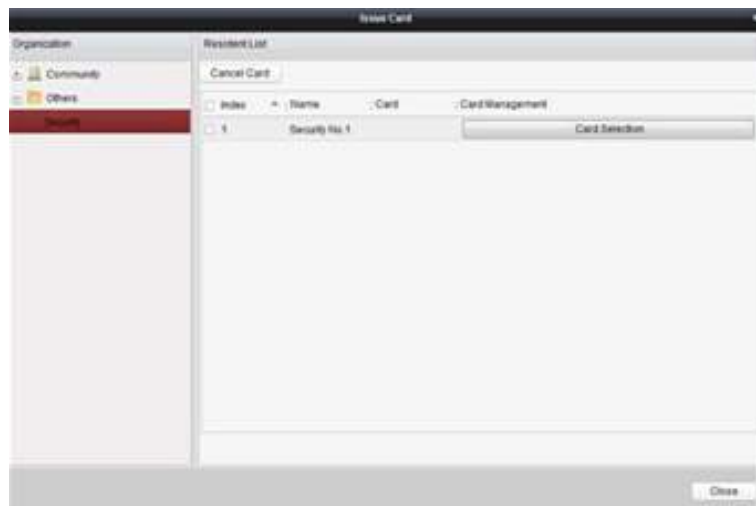 Issue Card
Organization
Resident List
Community
Cancel Card
Others
Index Name Card Card Management
Security
1 Security No.1 Card Selection
Close